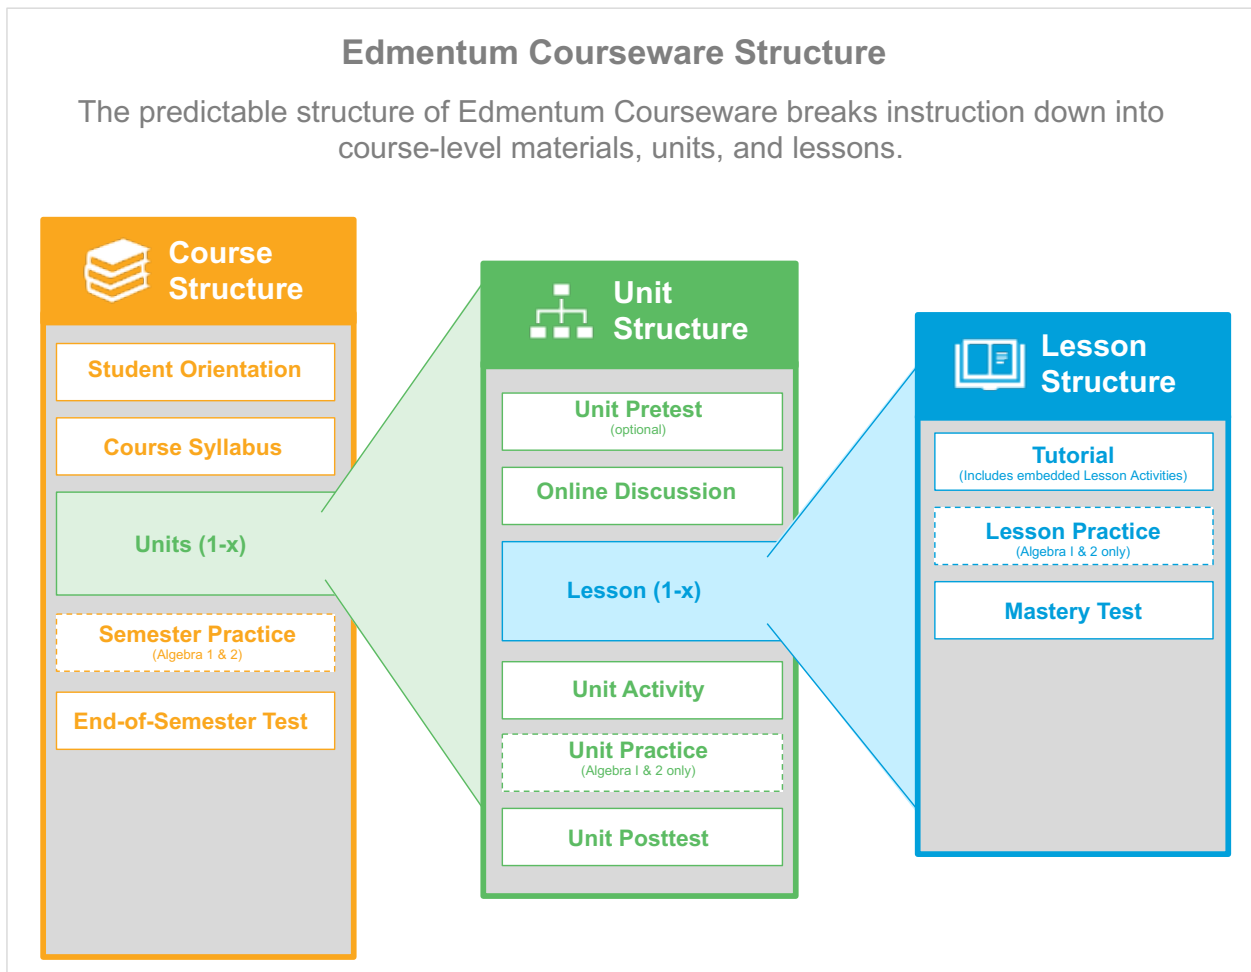 Edmentum Courseware Structure
The predictable structure of Edmentum Courseware breaks instruction down into
course-level materials, units, and lessons.
Course
Structure
Student Orientation
Course Syllabus
Units (1-x)
Semester Practice
(Algebra 1 & 2)
End-of-Semester Test
Unit
Structure
Unit Pretest
(optional)
Online Discussion
Lesson (1-x)
Unit Activity
Unit Practice
(Algebra I & 2 only)
Unit Posttest
Lesson
Structure
Tutorial
(Includes embedded Lesson Activities)
Lesson Practice
(Algebra I & 2 only)
Mastery Test